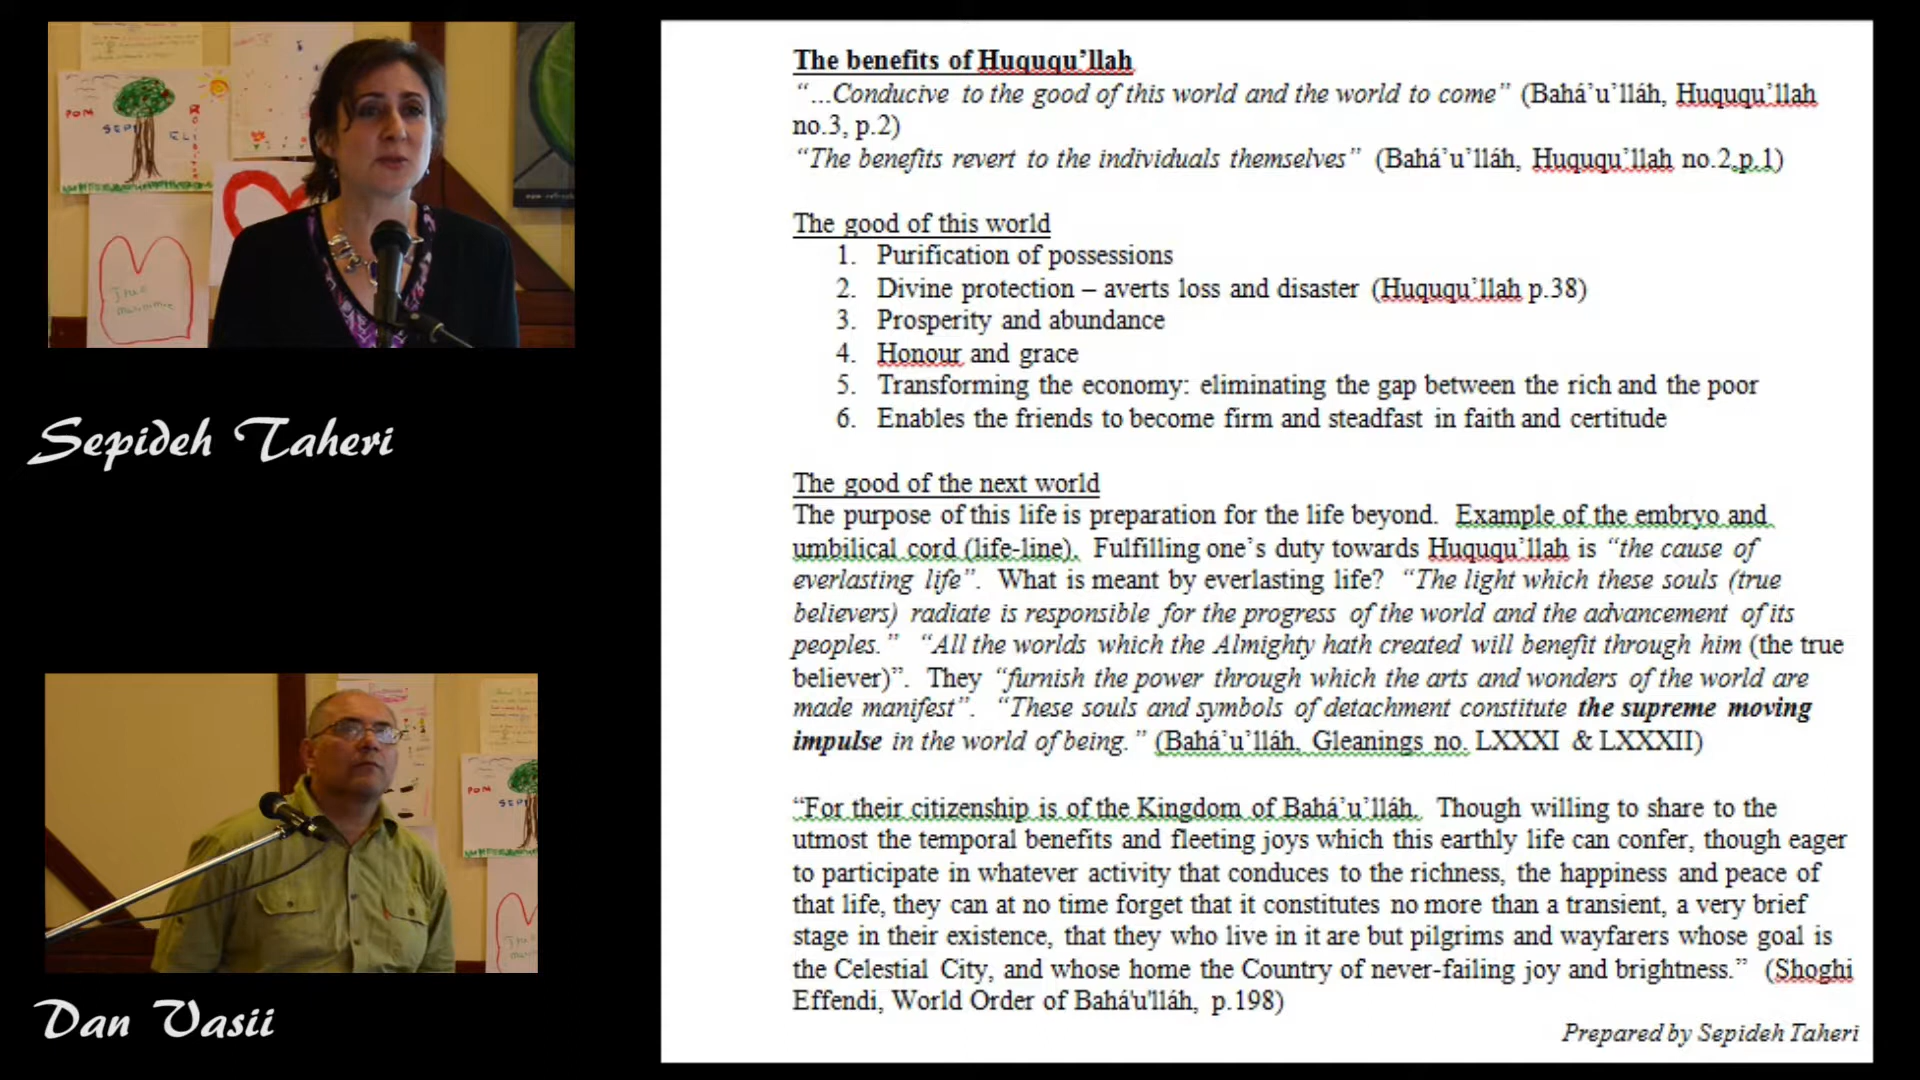 POM
SEPI
ELI
True
Sepideh Taheri
POM
SEPI
Dan Vasii
The benefits of Huququ’llah
“…Conducive to the good of this world and the world to come” (Bahá’u’lláh, Huququ’llah
no.3, p.2)
“The benefits revert to the individuals themselves” (Bahá’u’lláh, Huququ’llah no.2,p.1)
The good of this world
1. Purification of possessions
2. Divine protection – averts loss and disaster (Huququ’llah p.38)
3. Prosperity and abundance
4. Honour and grace
5. Transforming the economy: eliminating the gap between the rich and the poor
6. Enables the friends to become firm and steadfast in faith and certitude
The good of the next world
The purpose of this life is preparation for the life beyond. Example of the embryo and
umbilical cord (life-line). Fulfilling one’s duty towards Huququ’llah is “the cause of
everlasting life”. What is meant by everlasting life? “The light which these souls (true
believers) radiate is responsible for the progress of the world and the advancement of its
peoples.” “All the worlds which the Almighty hath created will benefit through him (the true
believer)”. They “furnish the power through which the arts and wonders of the world are
made manifest”. “These souls and symbols of detachment constitute the supreme moving
impulse in the world of being.” (Bahá’u’lláh, Gleanings no. LXXXI & LXXXII)
“For their citizenship is of the Kingdom of Bahá’u’lláh. Though willing to share to the
utmost the temporal benefits and fleeting joys which this earthly life can confer, though eager
to participate in whatever activity that conduces to the richness, the happiness and peace of
that life, they can at no time forget that it constitutes no more than a transient, a very brief
stage in their existence, that they who live in it are but pilgrims and wayfarers whose goal is
the Celestial City, and whose home the Country of never-failing joy and brightness.” (Shoghi
Effendi, World Order of Bahá'u'lláh, p.198)
Prepared by Sepideh Taheri